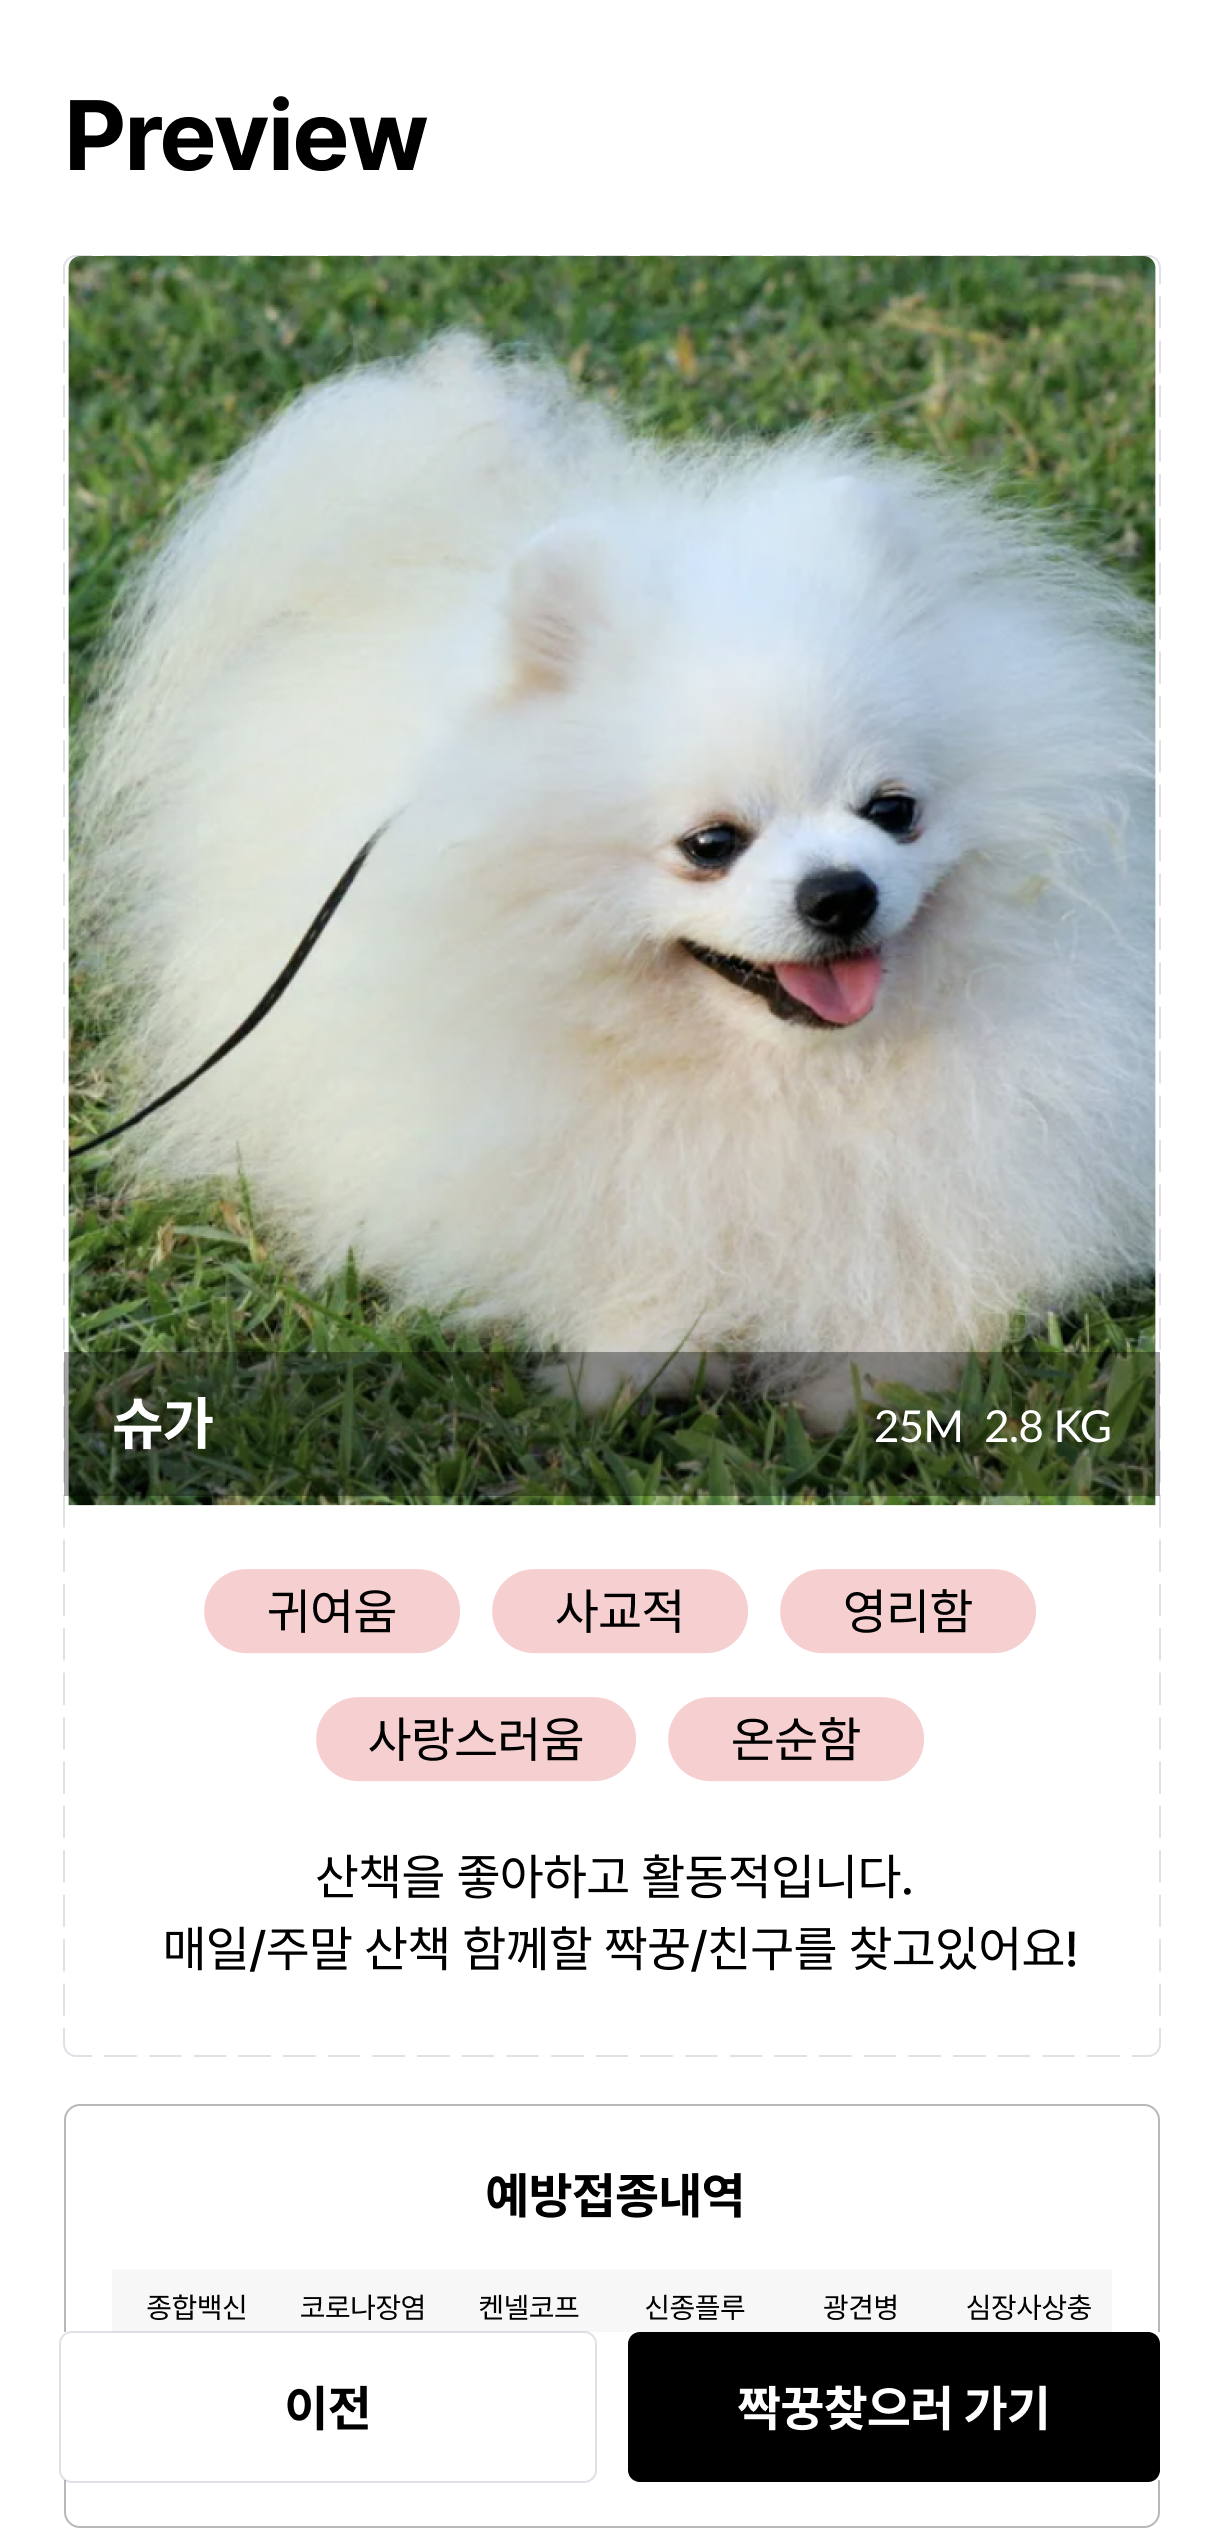 Preview
슈가
25M 2.8 KG
귀여움 사교적 영리함
사랑스러움 온순함
산책을 좋아하고 활동적입니다.
매일/주말 산책 함께할 짝꿍/친구를 찾고있어요!
예방접종내역
종합백신 코로나장염 켄넬코프 신종플루 광견병 심장사상충
이전
짝꿍찾으러 가기